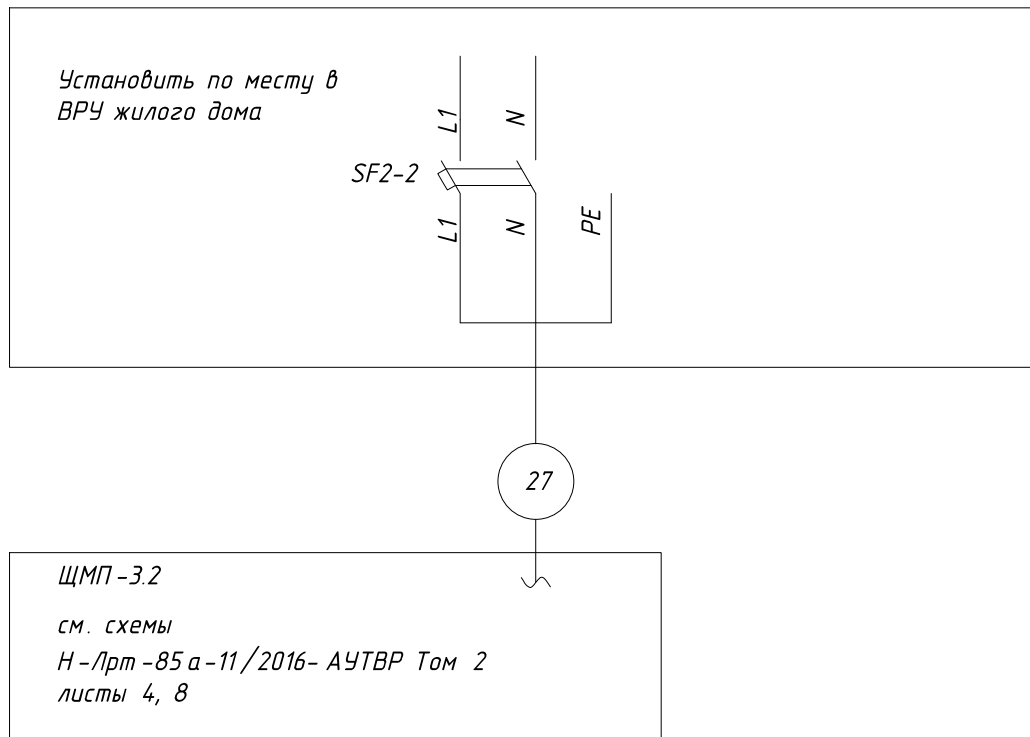 Установить по месту в
ВРУ жилого дома
L1
N
SF2-2
L1
N
PE
27
ЩМП-3.2
см. схемы
Н-Лрт-85а-11/2016-АУТВР Том 2
листы 4, 8